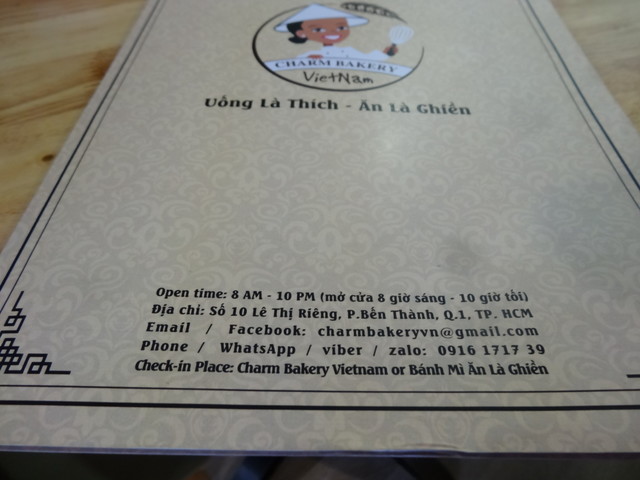 CHARM BAKERY
VietNam
Uống Là Thích - Ăn Là Ghiền
Open time: 8 AM - 10 PM (mở cửa 8 giờ sáng - 10 giờ tối)
Địa chỉ: Số 10 Lê Thị Riêng, P.Bến Thành, Q.1, TP. HCM
Email / Facebook: charmbakeryvn@gmail.com
Phone / WhatsApp / viber / zalo: 0916 1717 39
Check-in Place: Charm Bakery Vietnam or Bánh Mì Ăn Là Ghiền